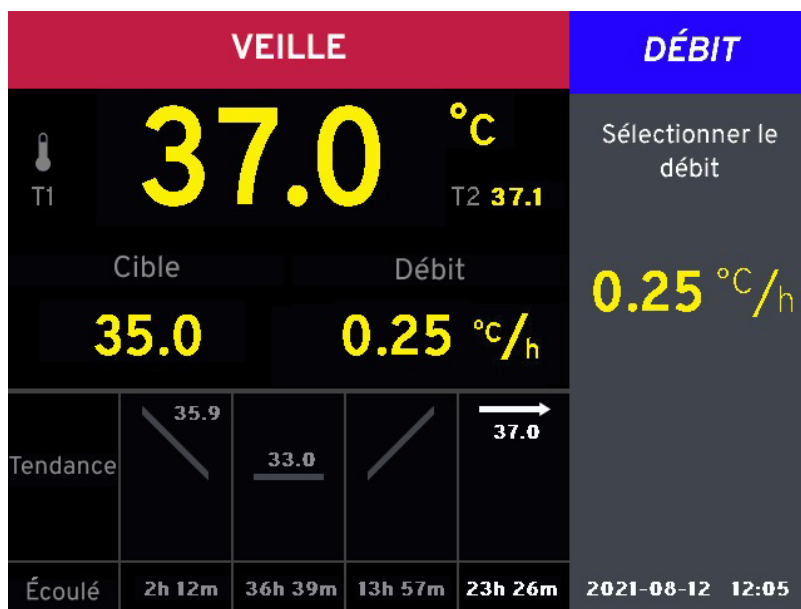 VEILLE
DÉBIT
37.0 °C
T1
T2 37.1
Sélectionner le
débit
Cible
Débit
35.0
0.25 °C/h
0.25 °C/h
Tendance
35.9
33.0
37.0
Écoulé
2h 12m
36h 39m
13h 57m
23h 26m
2021-08-12 12:05